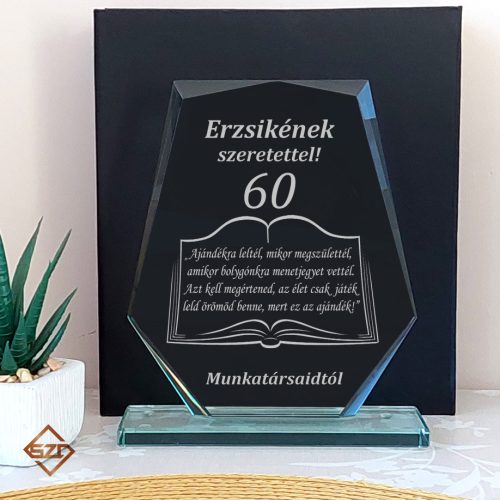 Erzsikének
szeretettel!
60
„Ajándékra leltél, mikor megszülettél,
amikor bolygónkra menetjegyet vettél.
Azt kell megértened, az élet csak játék
leld örömöd benne, mert ez az ajándék!”
Munkatársaidtól
SZP